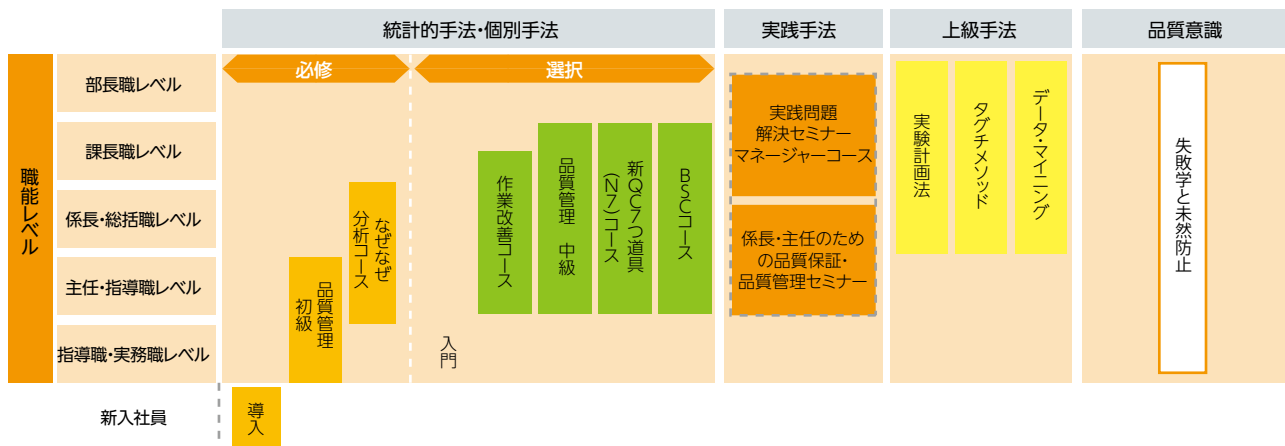 統計的手法・個別手法
実践手法
上級手法
品質意識
必修
選択
職能レベル
部長職レベル
課長職レベル
係長・総括職レベル
主任・指導職レベル
指導職・実務職レベル
新入社員
導入
品質管理
初級
なぜなぜ
分析コース
入門
作業改善コース
品質管理 中級
新QC7つ道具
(N7)コース
BSCコース
実践問題
解決セミナー
マネージャーコース
係長・主任のため
の品質保証・
品質管理セミナー
実験計画法
タグチメソッド
データ・マイニング
失敗学と未然防止